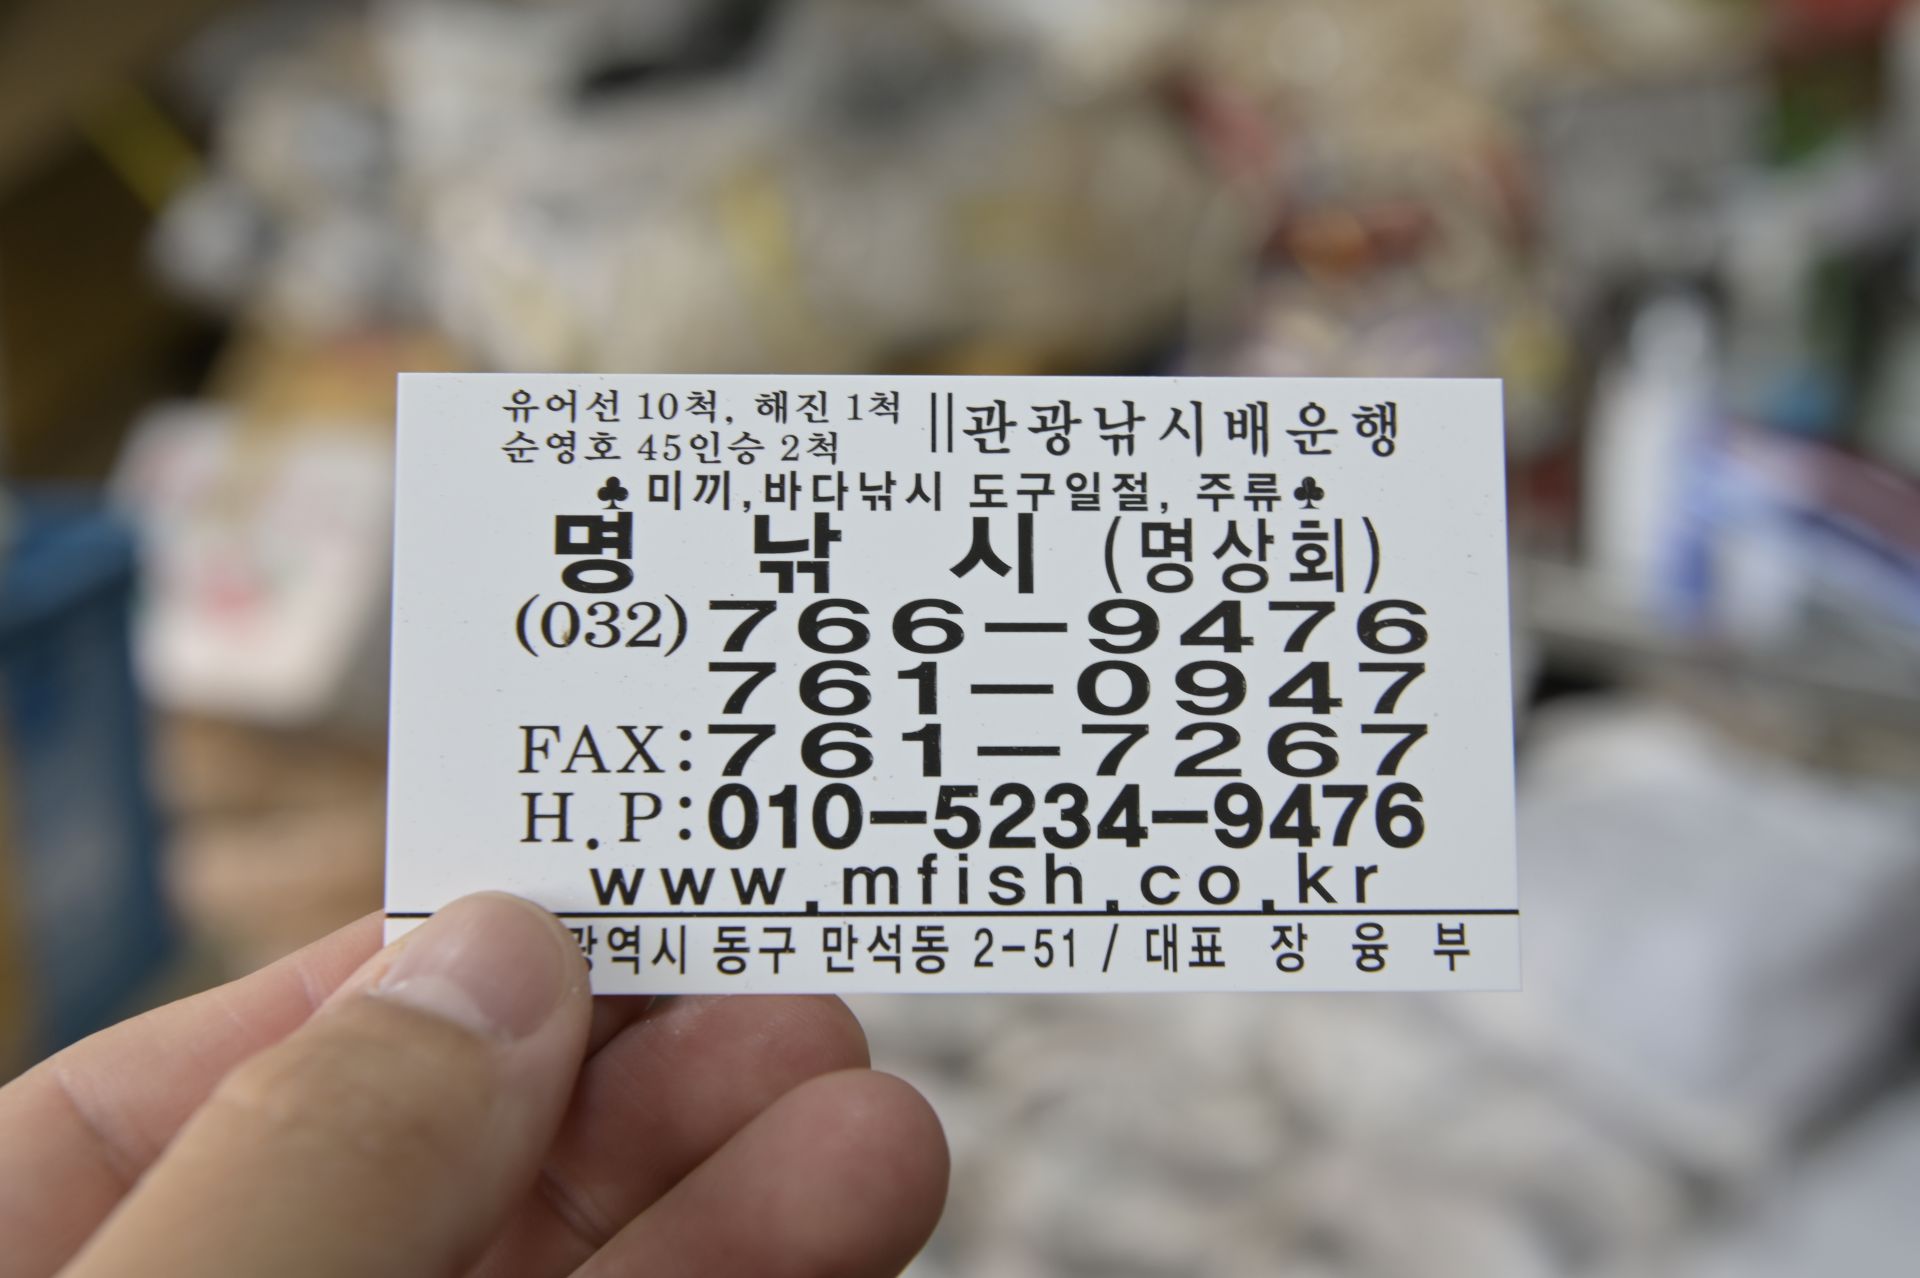 유어선 10척, 해진 1척
순영호 45인승 2척
||관광낚시배운행
♣ 미끼,바다낚시 도구일절, 주류♣
명 낚 시 (명상회)
(032) 766-9476
761-0947
FAX:761-7267
H.P:010-5234-9476
www.mfish.co.kr
광역시 동구 만석동 2-51 / 대표 장 융 부